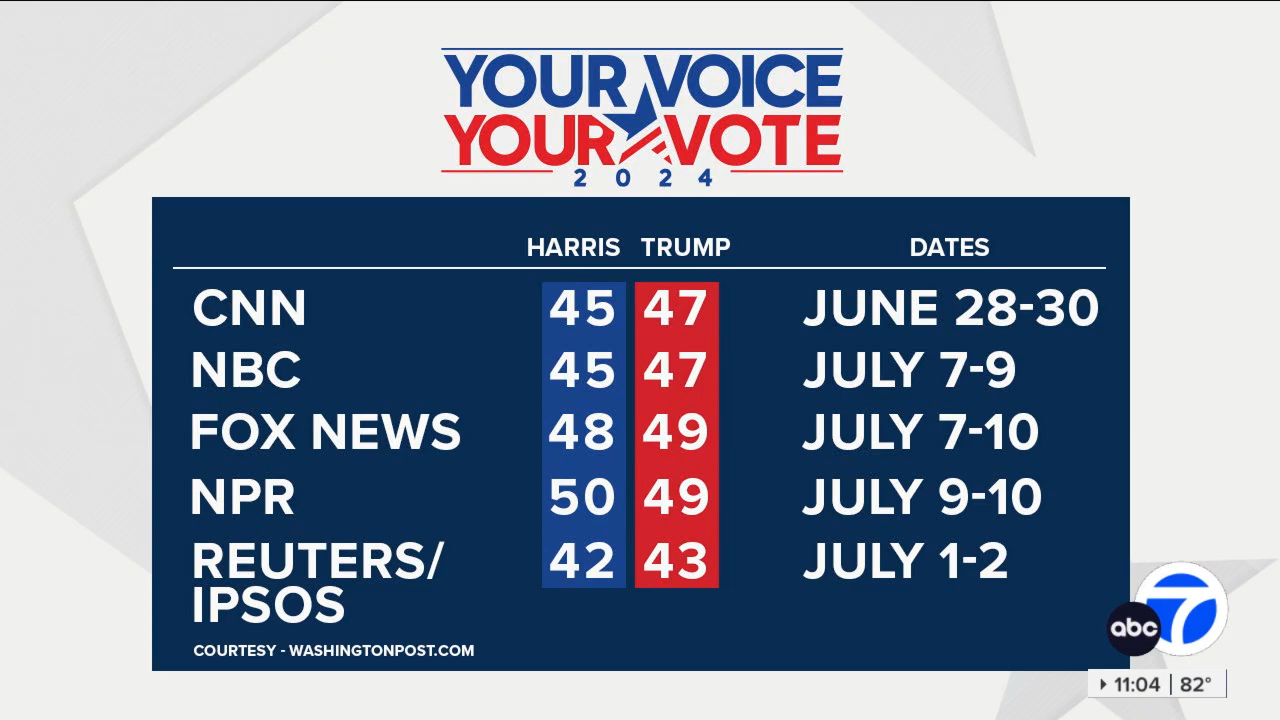 YOUR VOICE
YOUR VOTE
2024
HARRIS TRUMP DATES
CNN 45 47 JUNE 28-30
NBC 45 47 JULY 7-9
FOX NEWS 48 49 JULY 7-10
NPR 50 49 JULY 9-10
REUTERS/ 42 43 JULY 1-2
IPSOS
COURTESY - WASHINGTONPOST.COM
abc 7
11:04 | 82°